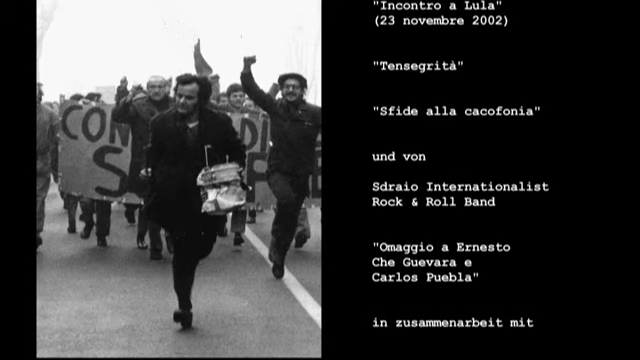 "Incontro a Lula"
(23 novembre 2002)
"Tensegrità"
"Sfide alla cacofonia"
und von
Sdraio Internationalist
Rock & Roll Band
"Omaggio a Ernesto
Che Guevara e
Carlos Puebla"
in zusammenarbeit mit
CON